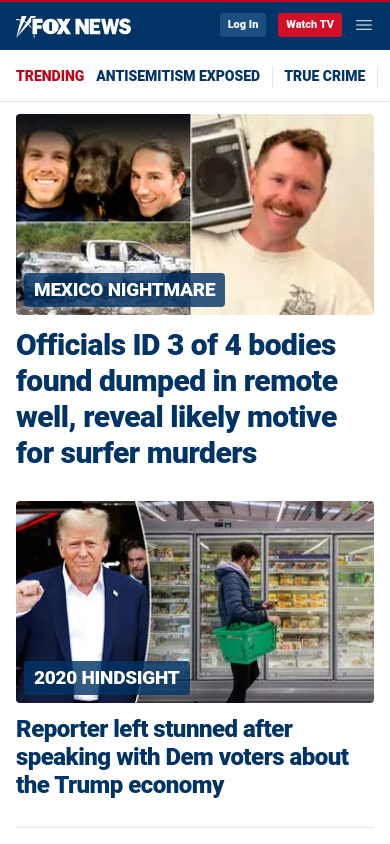 FOX NEWS
Log In
Watch TV
TRENDING ANTISEMITISM EXPOSED TRUE CRIME
MEXICO NIGHTMARE
Officials ID 3 of 4 bodies
found dumped in remote
well, reveal likely motive
for surfer murders
2020 HINDSIGHT
Reporter left stunned after
speaking with Dem voters about
the Trump economy